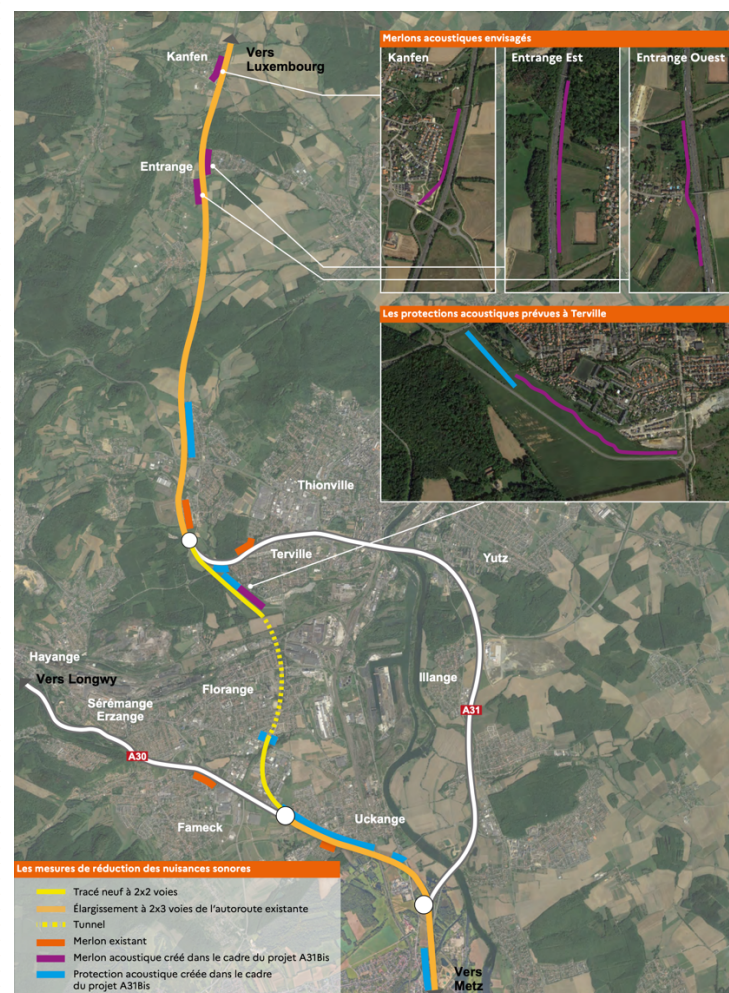 Merlons acoustiques envisagés
Kanfen
Entrange Est
Entrange Ouest
Kanfen
Vers
Luxembourg
Entrange
Les protections acoustiques prévues à Terville
Thionville
Terville
Yutz
Hayange
Vers Longwy
Florange
Illange
Sérémange
Erzange
A31
A30
Fameck
Uckange
Les mesures de réduction des nuisances sonores
Tracé neuf à 2x2 voies
Élargissement à 2x3 voies de l'autoroute existante
Tunnel
Merlon existant
Merlon acoustique créé dans le cadre du projet A31Bis
Protection acoustique créée dans le cadre
du projet A31Bis
Vers
Metz